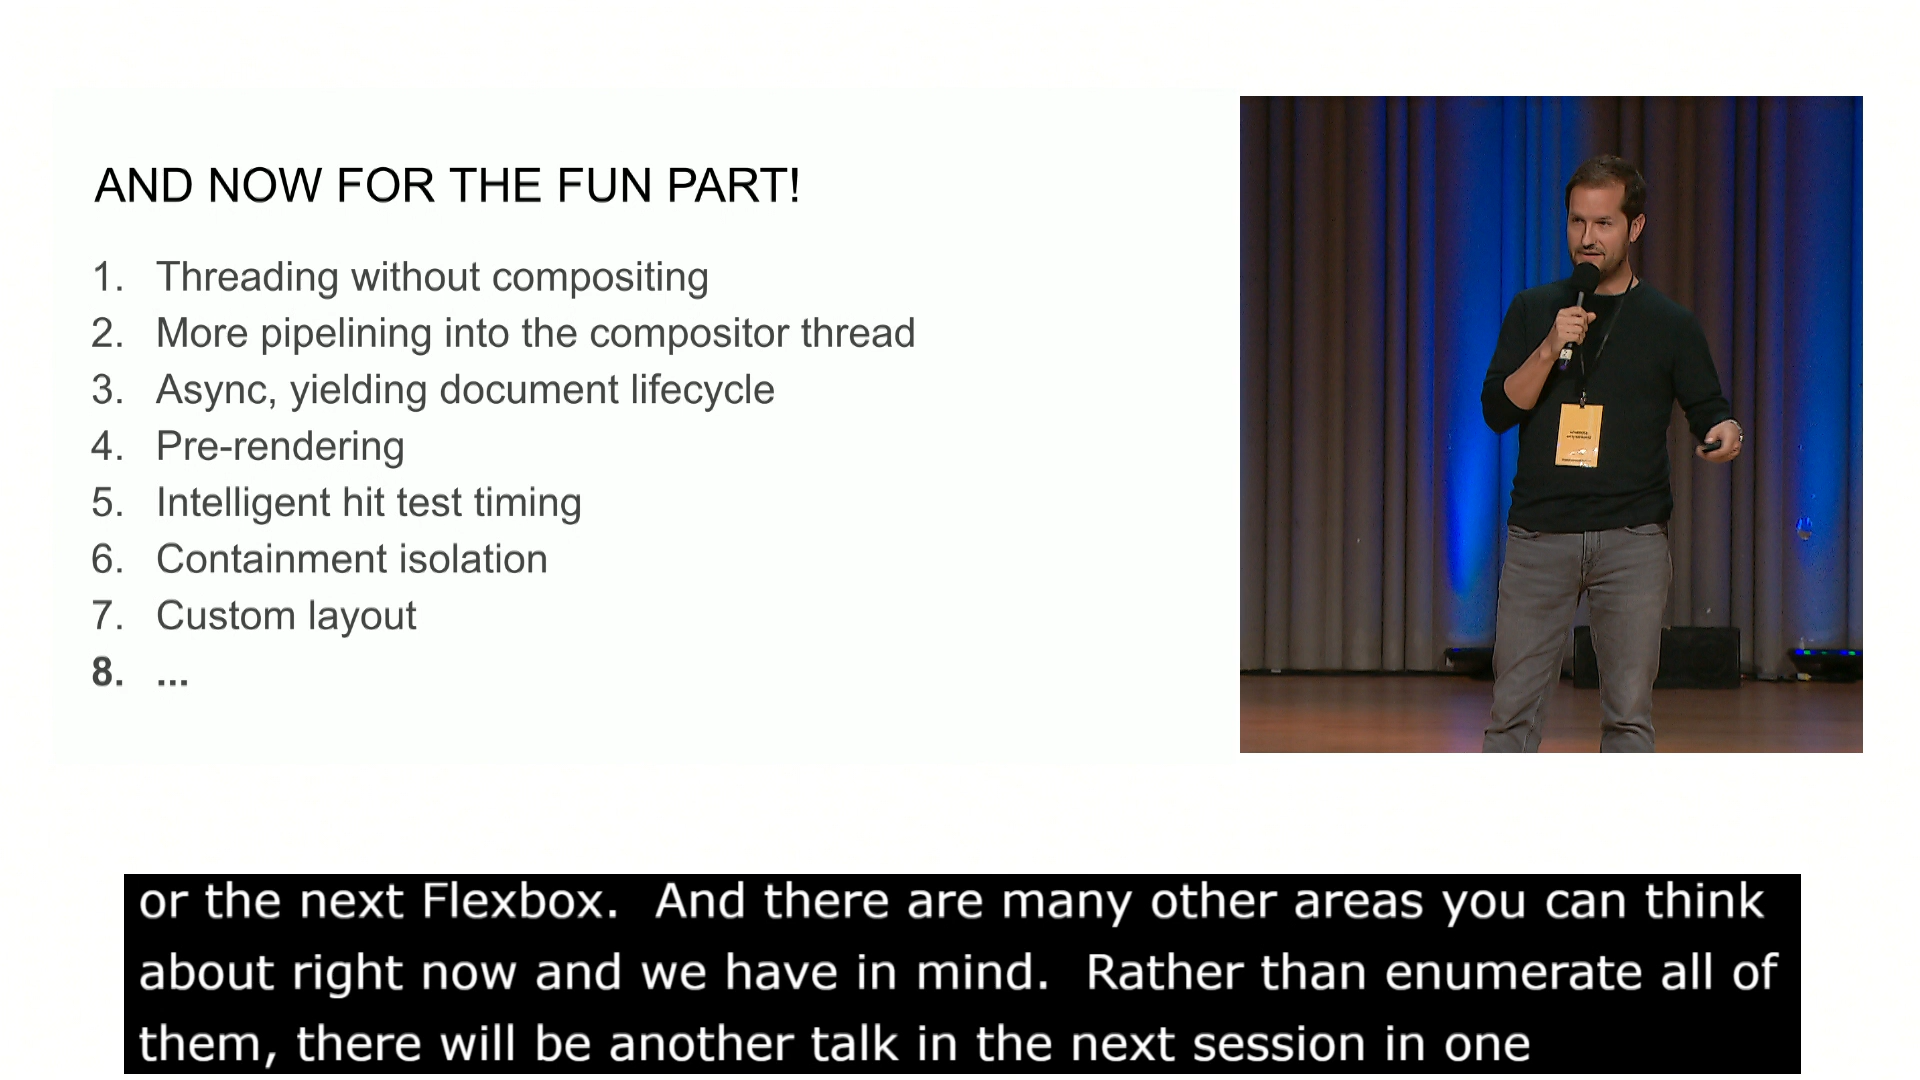 AND NOW FOR THE FUN PART!
1. Threading without compositing
2. More pipelining into the compositor thread
3. Async, yielding document lifecycle
4. Pre-rendering
5. Intelligent hit test timing
6. Containment isolation
7. Custom layout
8. ...
or the next Flexbox.  And there are many other areas you can think
about right now and we have in mind.  Rather than enumerate all of
them, there will be another talk in the next session in one